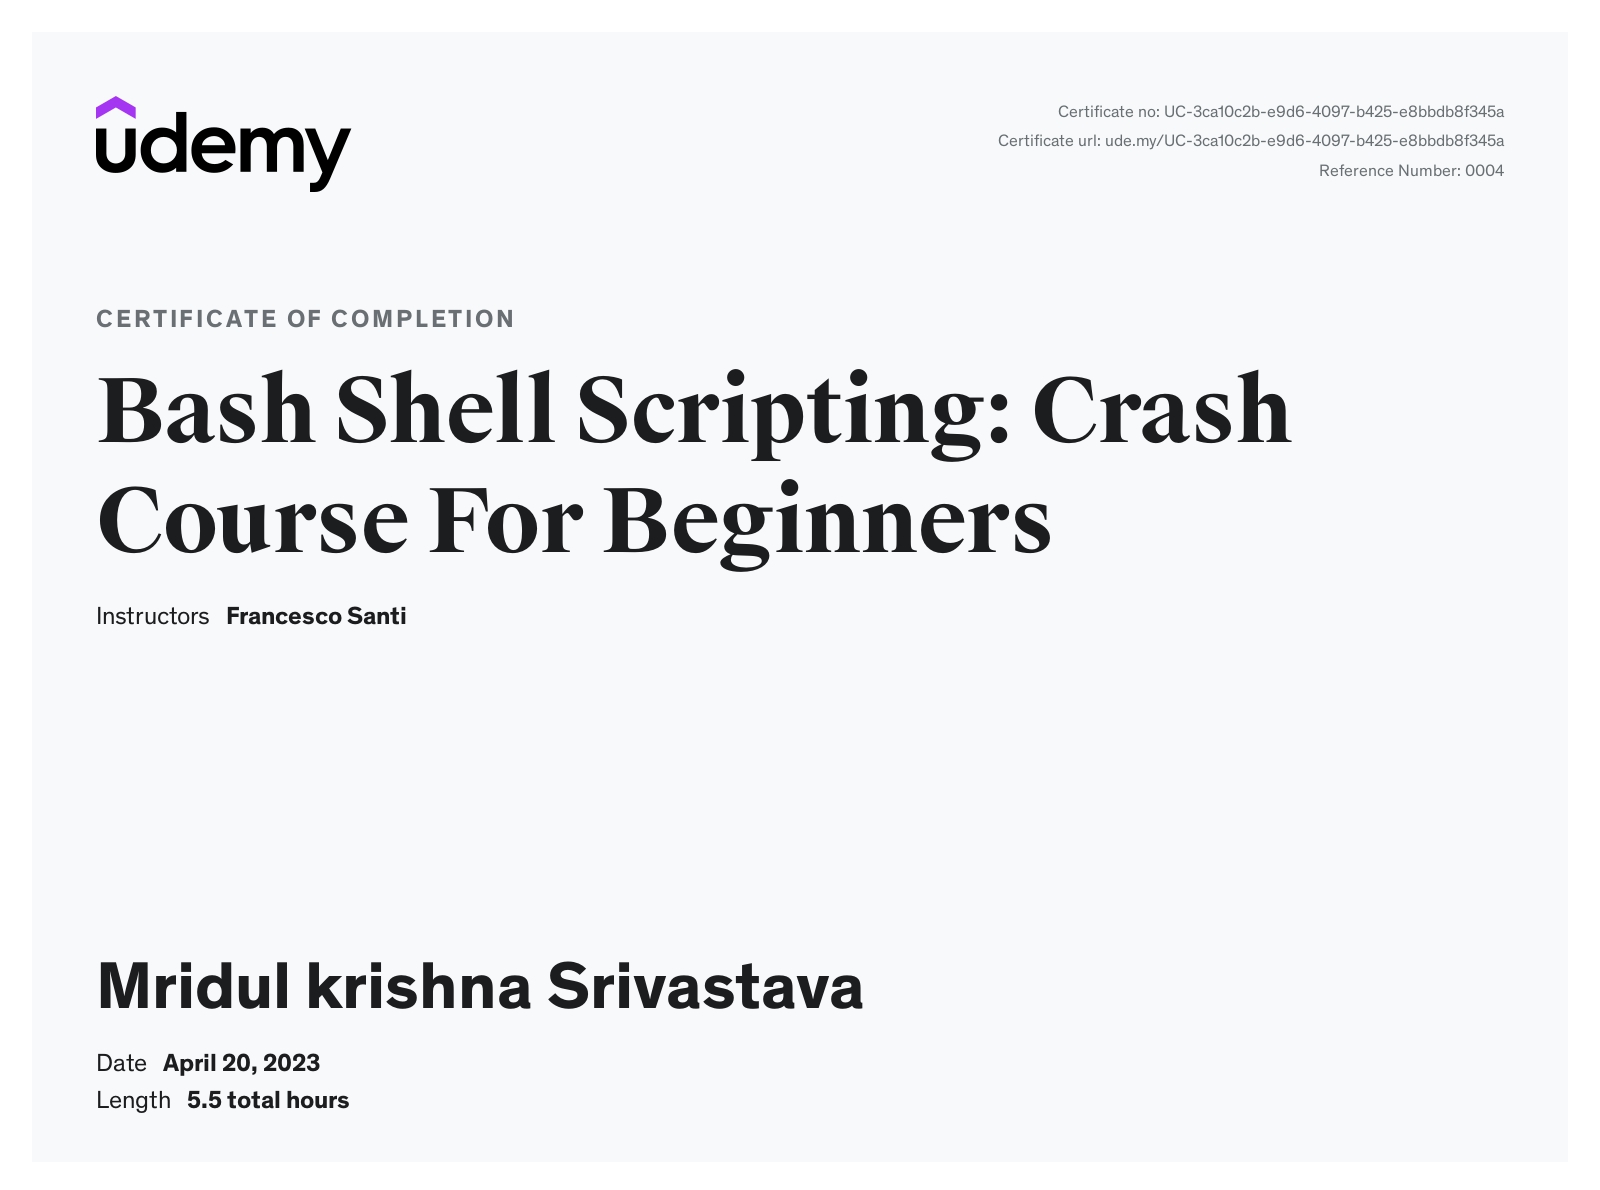 udemy
Certificate no: UC-3ca10c2b-e9d6-4097-b425-e8bbdb8f345a
Certificate url: ude.my/UC-3ca10c2b-e9d6-4097-b425-e8bbdb8f345a
Reference Number: 0004
CERTIFICATE OF COMPLETION
Bash Shell Scripting: Crash
Course For Beginners
Instructors Francesco Santi
Mridul krishna Srivastava
Date April 20, 2023
Length 5.5 total hours